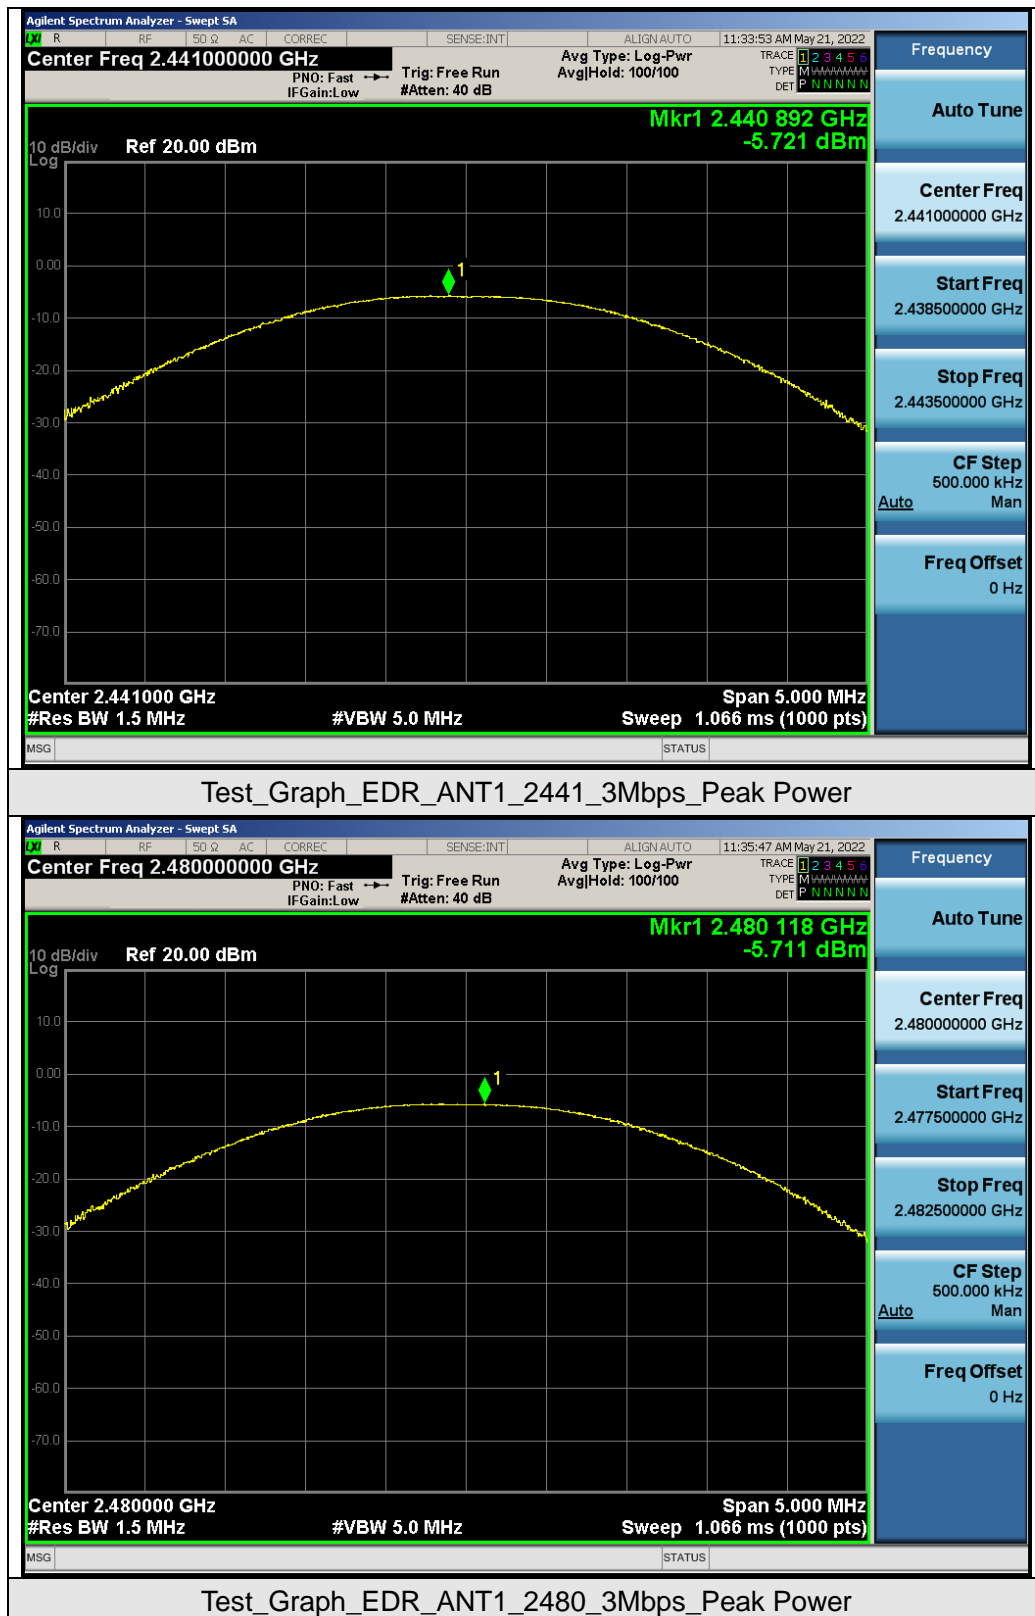 Agilent Spectrum Analyzer - Swept SA
LXI R RF 50 Ω AC CORREC SENSE:INT ALIGN AUTO 11:33:53 AM May 21, 2022
Center Freq 2.441000000 GHz
PNO: Fast
IFGain:Low
Trig: Free Run
#Atten: 40 dB
Avg Type: Log-Pwr
Avg|Hold: 100/100
TRACE 1 2 3 4 5 6
TYPE M WWWWW
DET P N N N N N
Mkr1 2.440 892 GHz
-5.721 dBm
10 dB/div Ref 20.00 dBm
Log
10.0
0.00
1
-10.0
-20.0
-30.0
-40.0
-50.0
-60.0
-70.0
Center 2.441000 GHz Span 5.000 MHz
#Res BW 1.5 MHz #VBW 5.0 MHz Sweep 1.066 ms (1000 pts)
MSG STATUS
Frequency
Auto Tune
Center Freq
2.441000000 GHz
Start Freq
2.438500000 GHz
Stop Freq
2.443500000 GHz
CF Step
500.000 kHz
Auto Man
Freq Offset
0 Hz
Test_Graph_EDR_ANT1_2441_3Mbps_Peak Power
Agilent Spectrum Analyzer - Swept SA
LXI R RF 50 Ω AC CORREC SENSE:INT ALIGN AUTO 11:35:47 AM May 21, 2022
Center Freq 2.480000000 GHz
PNO: Fast
IFGain:Low
Trig: Free Run
#Atten: 40 dB
Avg Type: Log-Pwr
Avg|Hold: 100/100
TRACE 1 2 3 4 5 6
TYPE M WWWWW
DET P N N N N N
Mkr1 2.480 118 GHz
-5.711 dBm
10 dB/div Ref 20.00 dBm
Log
10.0
0.00
1
-10.0
-20.0
-30.0
-40.0
-50.0
-60.0
-70.0
Center 2.480000 GHz Span 5.000 MHz
#Res BW 1.5 MHz #VBW 5.0 MHz Sweep 1.066 ms (1000 pts)
MSG STATUS
Frequency
Auto Tune
Center Freq
2.480000000 GHz
Start Freq
2.477500000 GHz
Stop Freq
2.482500000 GHz
CF Step
500.000 kHz
Auto Man
Freq Offset
0 Hz
Test_Graph_EDR_ANT1_2480_3Mbps_Peak Power